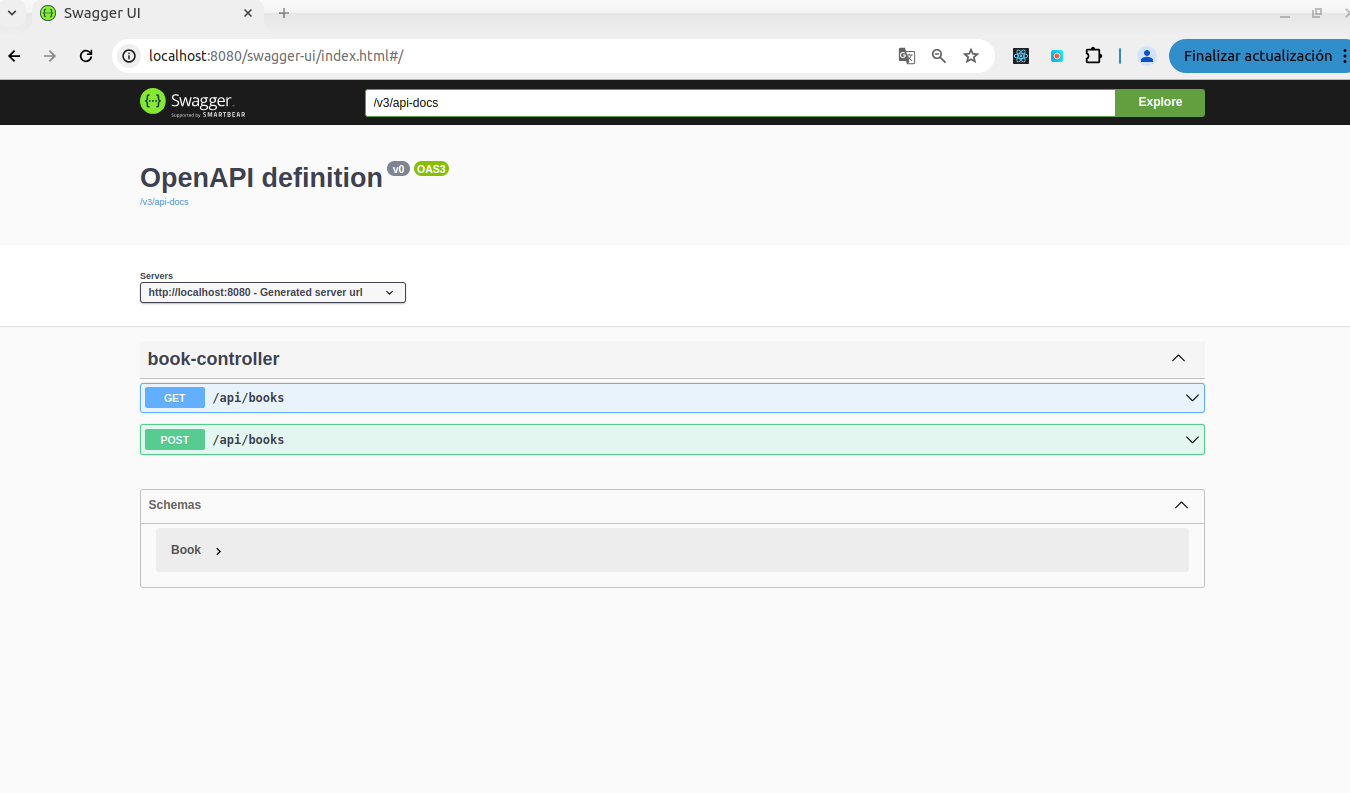 Swagger UI
localhost:8080/swagger-ui/index.html#/
Finalizar actualización
Swagger
Supported by SMARTBEAR
/v3/api-docs
Explore
OpenAPI definition v0 OAS3
/v3/api-docs
Servers
http://localhost:8080 - Generated server url
book-controller
GET /api/books
POST /api/books
Schemas
Book